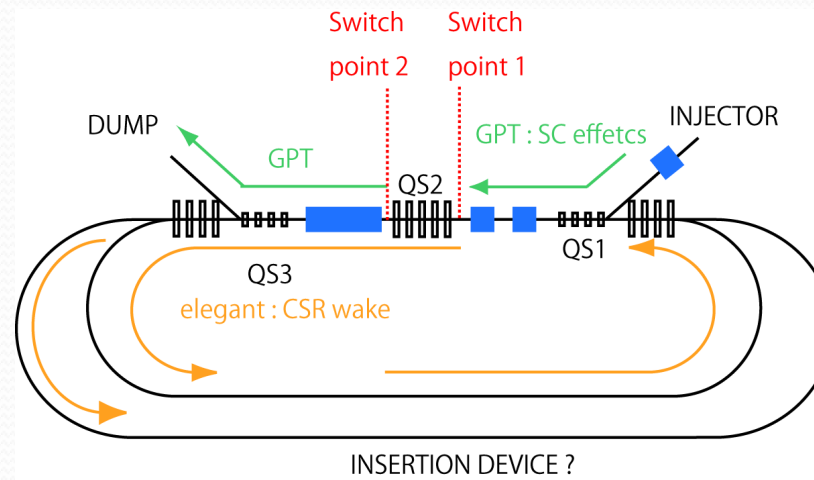 Switch
point 2
Switch
point 1
DUMP
GPT
GPT : SC effetcs
INJECTOR
QS2
QS3
QS1
elegant : CSR wake
INSERTION DEVICE ?